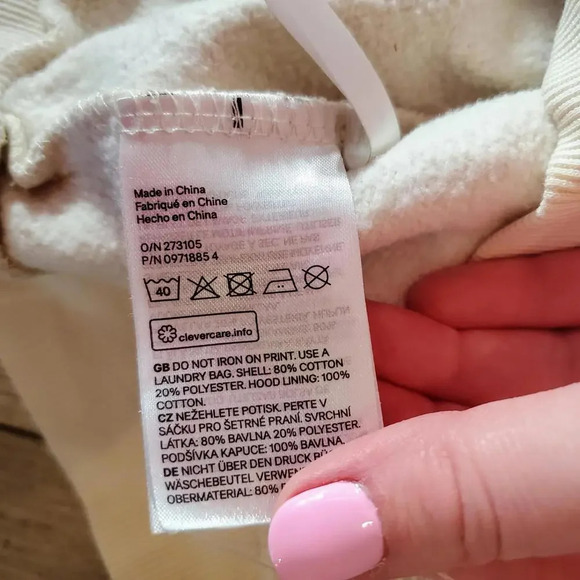 Made in China
Fabriqué en Chine
Hecho en China
O/N 273105
P/N 0971885 4
40
clevercare.info
GB DO NOT IRON ON PRINT. USE A
LAUNDRY BAG. SHELL: 80% COTTON
20% POLYESTER. HOOD LINING: 100%
COTTON.
CZ NEŽEHLETE POTISK. PERTE V
SÁČKU PRO ŠETRNÉ PRANÍ. SVRCHNÍ
LÁTKA: 80% BAVLNA 20% POLYESTER.
PODŠÍVKA KAPUCE: 100% BAVLNA.
DE NICHT ÜBER DEN DRUCK
WÄSCHEBEUTEL
OBERMATERIAL: 80%